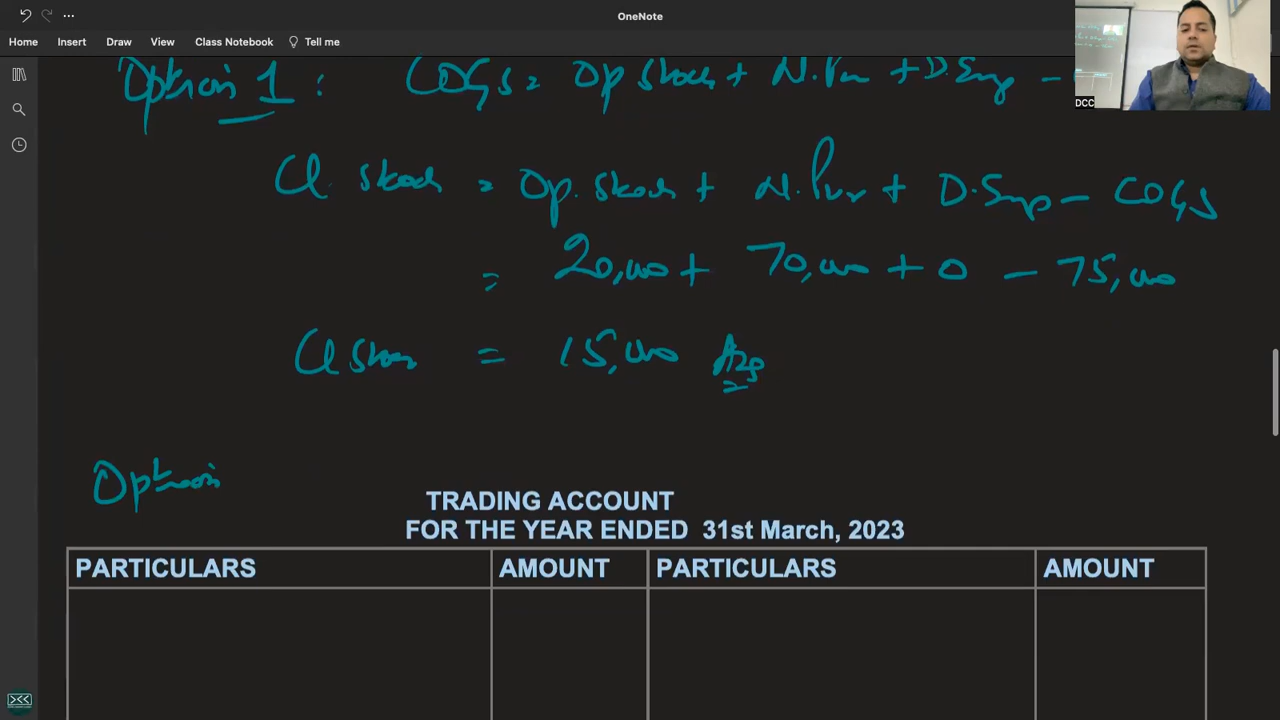 OneNote
Home Insert Draw View Class Notebook Tell me
Option 1 : COGS = Op Stock + N. Pur + D. Exp -
DCC
Cl. Stock = Op. Stock + N. Pur + D. Exp - COGS
= 20,000 + 70,000 + 0 - 75,000
Cl Stock = 15,000 Ans
Option
TRADING ACCOUNT
FOR THE YEAR ENDED 31st March, 2023
PARTICULARS AMOUNT PARTICULARS AMOUNT